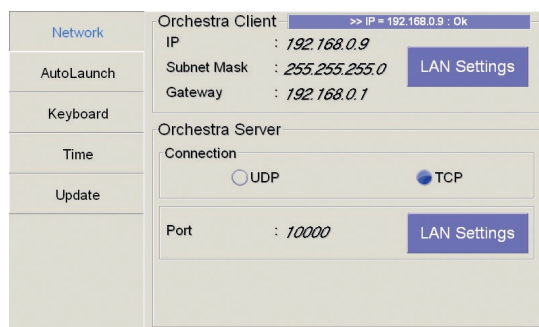 Network
AutoLaunch
Keyboard
Time
Update
Orchestra Client
>> IP = 192.168.0.9 : Ok
IP : 192.168.0.9
Subnet Mask : 255.255.255.0
Gateway : 192.168.0.1
LAN Settings
Orchestra Server
Connection
UDP TCP
Port : 10000
LAN Settings